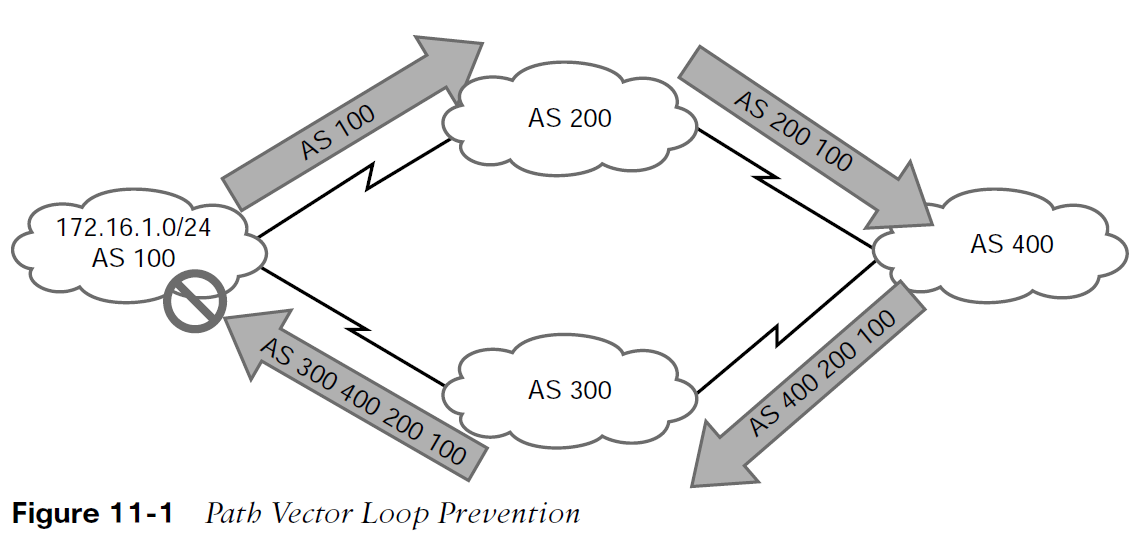 AS 100
AS 200
AS 200 100
172.16.1.0/24
AS 100
AS 400
AS 300 400 200 100
AS 300
AS 400 200 100
Figure 11-1 Path Vector Loop Prevention